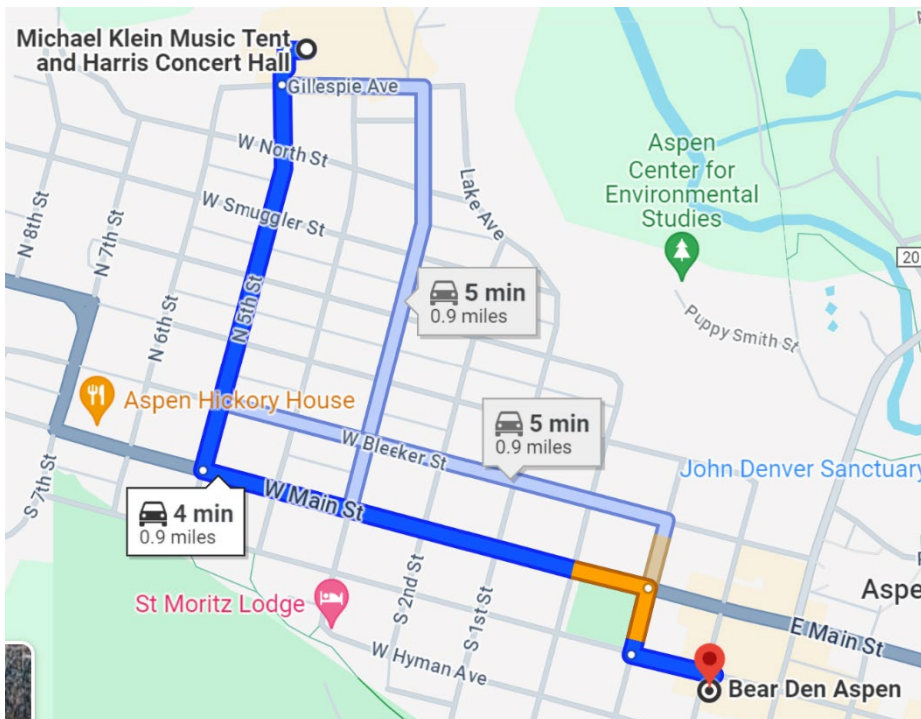 Michael Klein Music Tent
and Harris Concert Hall
Gillespie Ave
W North St
Lake Ave
Aspen
Center for
Environmental
Studies
W Smuggler St
N 8th St
N 7th St
20
5 min
0.9 miles
N 5th St
N 6th St
Puppy Smith St
Aspen Hickory House
5 min
0.9 miles
W Bleeker St
John Denver Sanctuary
S 7th St
W Main St
4 min
0.9 miles
Aspe
St Moritz Lodge
S 2nd St
S 1st St
E Main St
W Hyman Ave
Bear Den Aspen